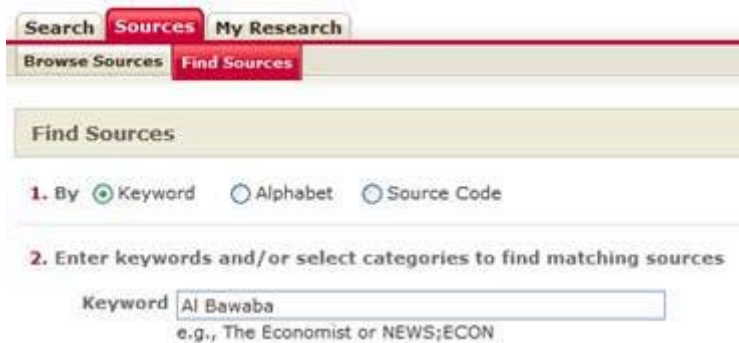 Search Sources My Research
Browse Sources Find Sources
Find Sources
1. By Keyword Alphabet Source Code
2. Enter keywords and/or select categories to find matching sources
Keyword Al Bawaba
e.g., The Economist or NEWS;ECON